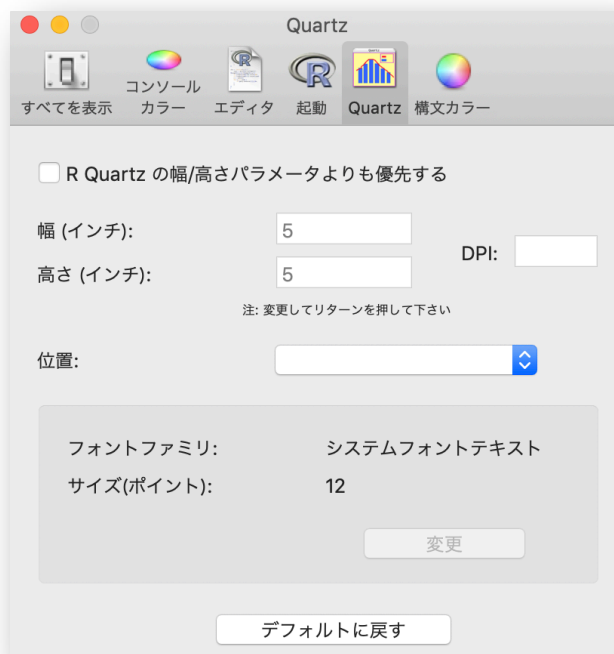 Quartz
すべてを表示
コンソール
カラー
エディタ
起動
Quartz
構文カラー
R Quartz の幅/高さパラメータよりも優先する
幅 (インチ): 5
DPI:
高さ (インチ): 5
注: 変更してリターンを押して下さい
位置:
フォントファミリ: システムフォントテキスト
サイズ(ポイント): 12
変更
デフォルトに戻す